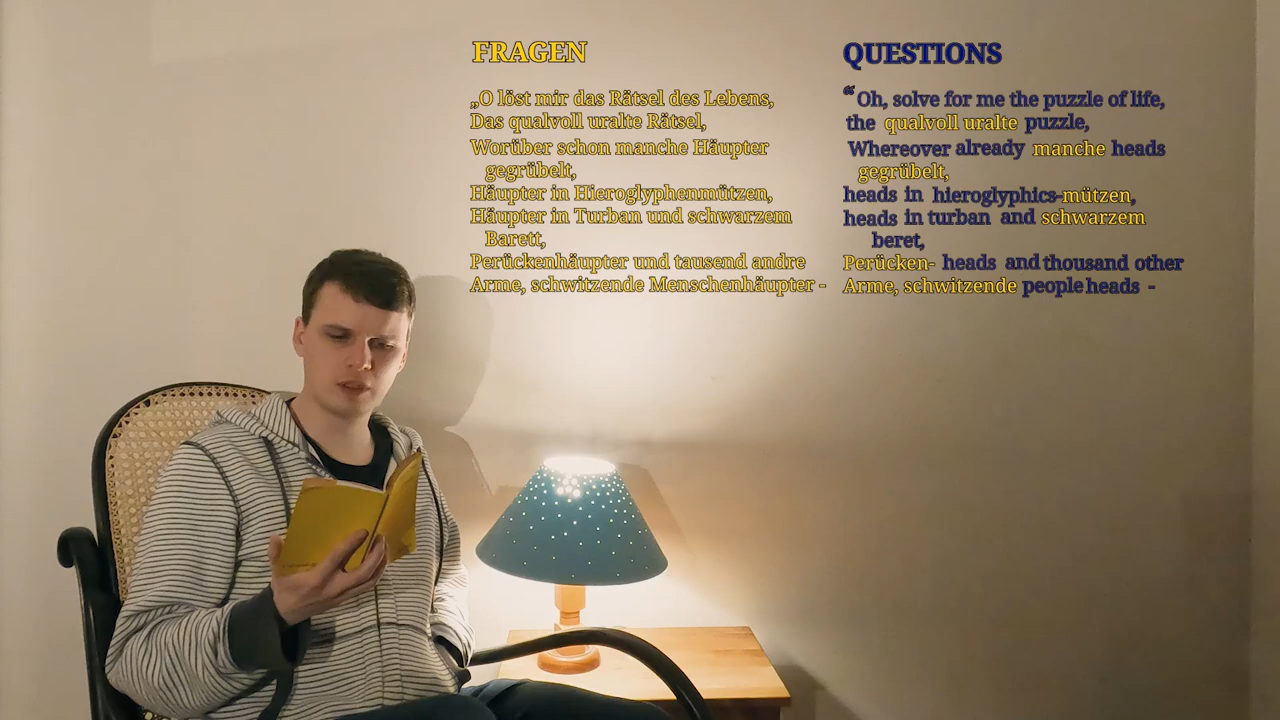 FRAGEN
„O löst mir das Rätsel des Lebens,
Das qualvoll uralte Rätsel,
Worüber schon manche Häupter
gegrübelt,
Häupter in Hieroglyphenmützen,
Häupter in Turban und schwarzem
Barett,
Perückenhäupter und tausend andre
Arme, schwitzende Menschenhäupter -
QUESTIONS
“Oh, solve for me the puzzle of life,
the qualvoll uralte puzzle,
Whereover already manche heads
gegrübelt,
heads in hieroglyphics-mützen,
heads in turban and schwarzem
beret,
Perücken- heads and thousand other
Arme, schwitzende people heads -